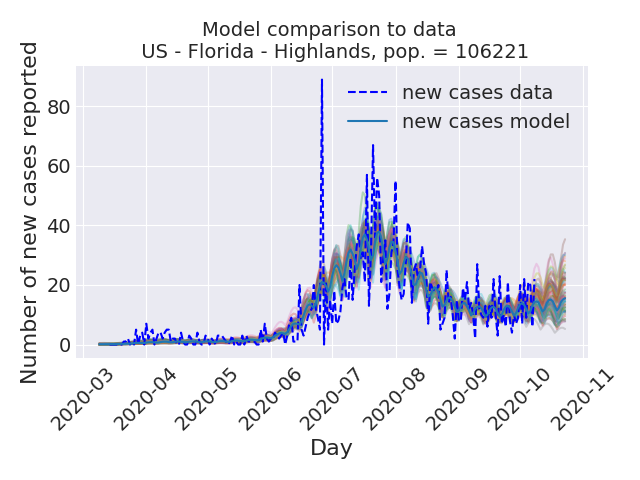 Model comparison to data
US - Florida - Highlands, pop. = 106221
Number of new cases reported
80
60
40
20
0
new cases data
new cases model
2020-03
2020-04
2020-05
2020-06
2020-07
2020-08
2020-09
2020-10
2020-11
Day